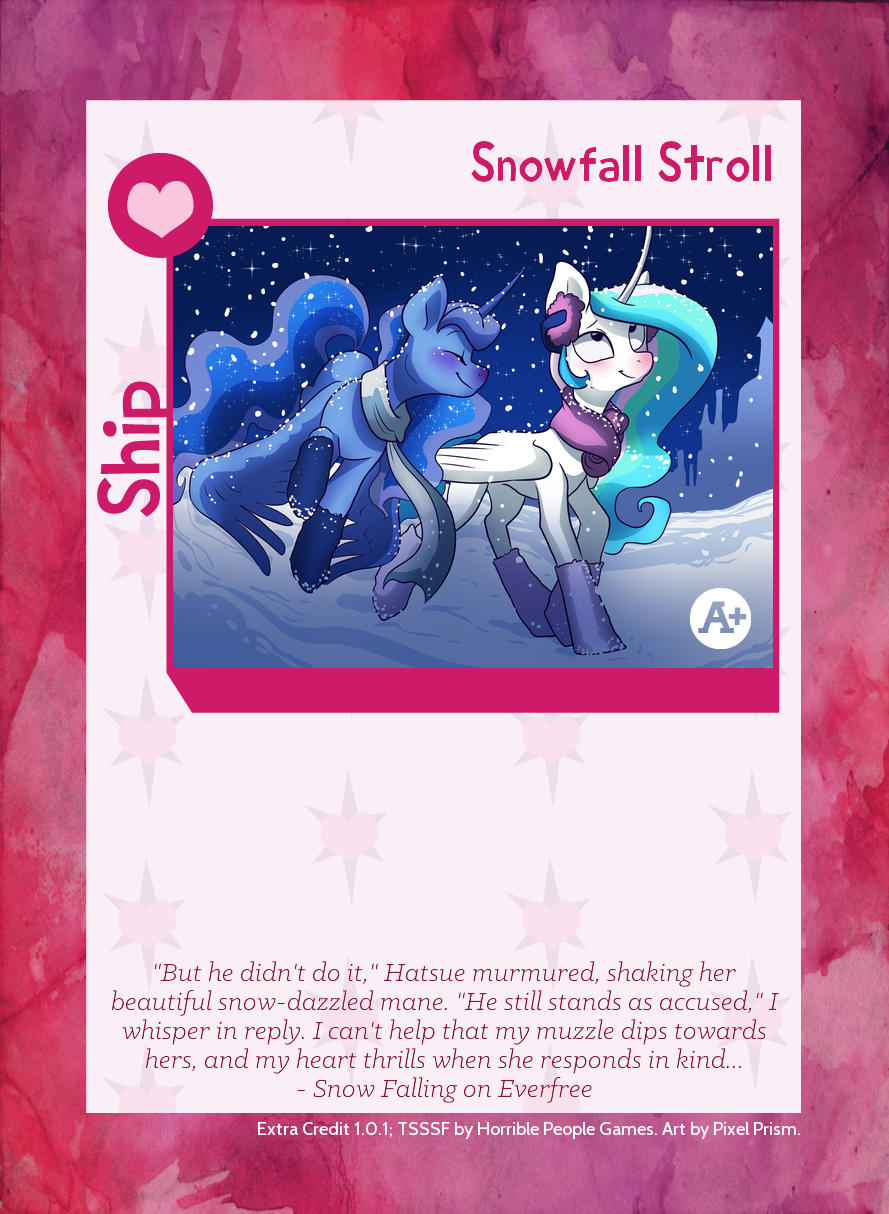 Snowfall Stroll
Ship
A+
"But he didn't do it," Hatsue murmured, shaking her
beautiful snow-dazzled mane. "He still stands as accused," I
whisper in reply. I can't help that my muzzle dips towards
hers, and my heart thrills when she responds in kind...
- Snow Falling on Everfree
Extra Credit 1.0.1; TSSSF by Horrible People Games. Art by Pixel Prism.